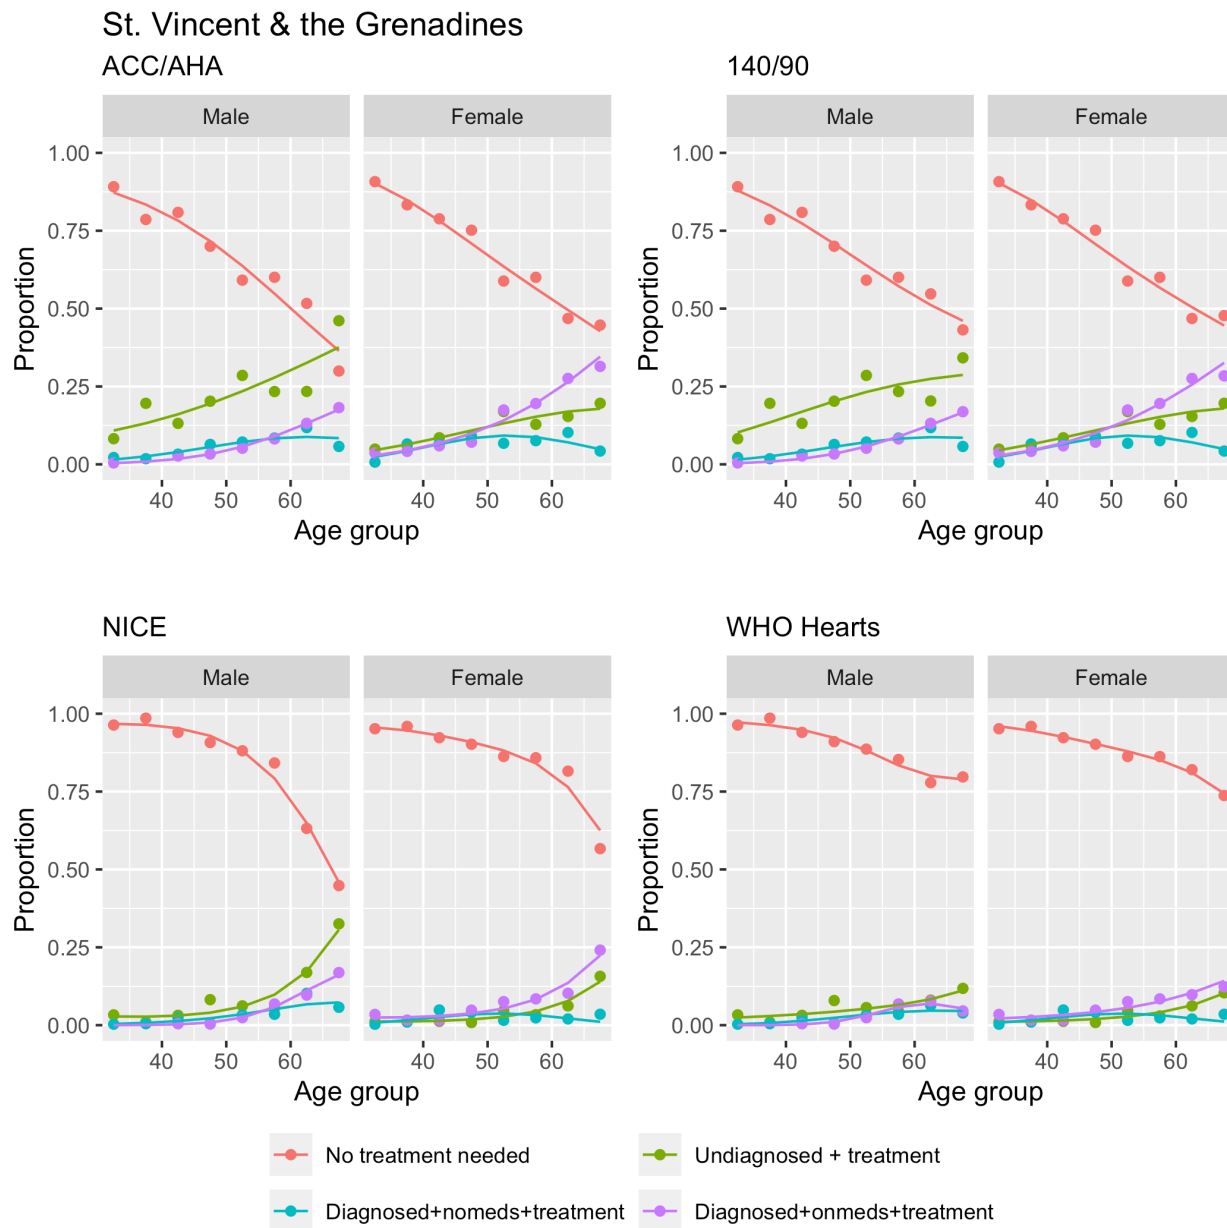 St. Vincent & the Grenadines
ACC/AHA
140/90
Male
Female
Male
Female
1.00
0.75
0.50
0.25
0.00
Proportion
1.00
0.75
0.50
0.25
0.00
Proportion
40 50 60
40 50 60
40 50 60
40 50 60
Age group
Age group
NICE
WHO Hearts
Male
Female
Male
Female
1.00
0.75
0.50
0.25
0.00
Proportion
1.00
0.75
0.50
0.25
0.00
Proportion
40 50 60
40 50 60
40 50 60
40 50 60
Age group
Age group
No treatment needed
Undiagnosed + treatment
Diagnosed+nomeds+treatment
Diagnosed+onmeds+treatment